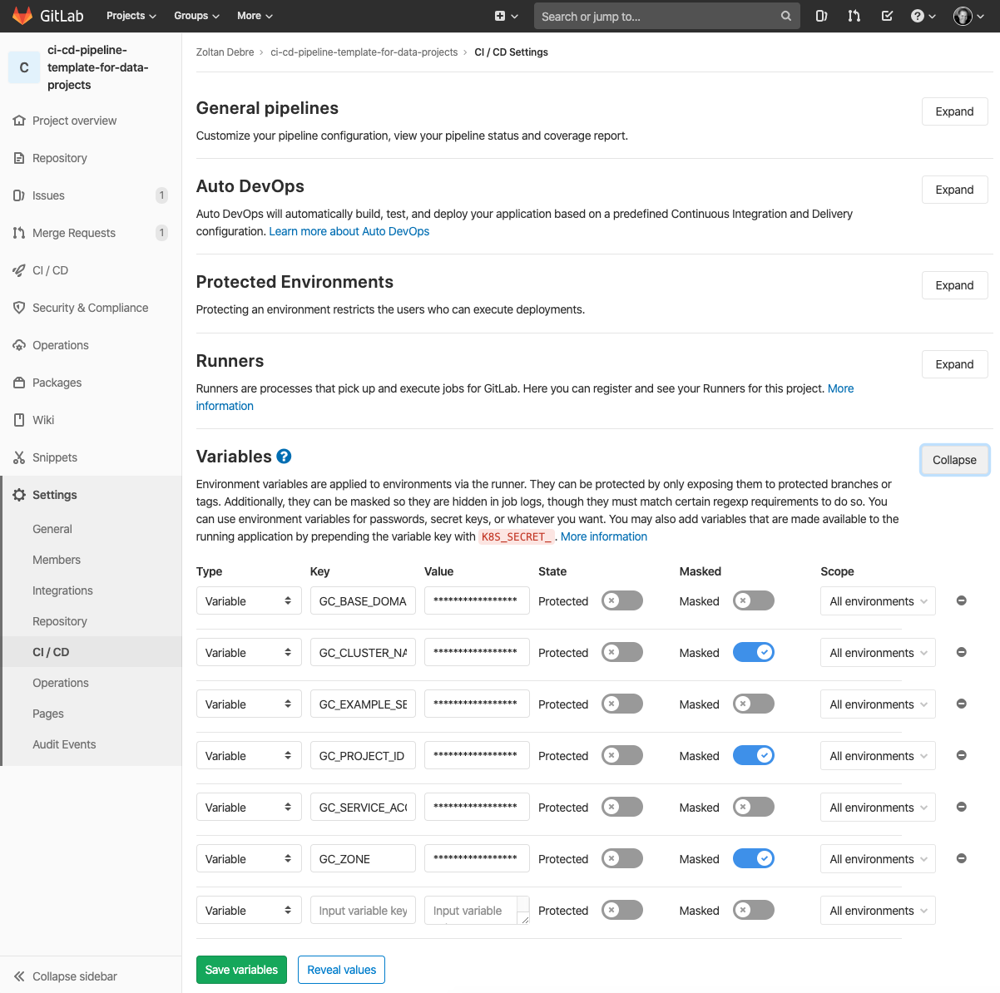 GitLab Projects Groups More Search or jump to...
C ci-cd-pipeline-
template-for-data-
projects
Project overview
Repository
Issues 1
Merge Requests 1
CI / CD
Security & Compliance
Operations
Packages
Wiki
Snippets
Settings
General
Members
Integrations
Repository
CI / CD
Operations
Pages
Audit Events
Collapse sidebar
Zoltan Debre > ci-cd-pipeline-template-for-data-projects > CI / CD Settings
General pipelines
Expand
Customize your pipeline configuration, view your pipeline status and coverage report.
Auto DevOps
Expand
Auto DevOps will automatically build, test, and deploy your application based on a predefined Continuous Integration and Delivery
configuration. Learn more about Auto DevOps
Protected Environments
Expand
Protecting an environment restricts the users who can execute deployments.
Runners
Expand
Runners are processes that pick up and execute jobs for GitLab. Here you can register and see your Runners for this project. More
information
Variables ?
Collapse
Environment variables are applied to environments via the runner. They can be protected by only exposing them to protected branches or
tags. Additionally, they can be masked so they are hidden in job logs, though they must match certain regexp requirements to do so. You
can use environment variables for passwords, secret keys, or whatever you want. You may also add variables that are made available to the
running application by prepending the variable key with K8S_SECRET_. More information
Type Key Value State Masked Scope
Variable GC_BASE_DOMA ***************** Protected Masked All environments
Variable GC_CLUSTER_NA ***************** Protected Masked All environments
Variable GC_EXAMPLE_SE ***************** Protected Masked All environments
Variable GC_PROJECT_ID ***************** Protected Masked All environments
Variable GC_SERVICE_ACC ***************** Protected Masked All environments
Variable GC_ZONE ***************** Protected Masked All environments
Variable Input variable key Input variable Protected Masked All environments
Save variables Reveal values